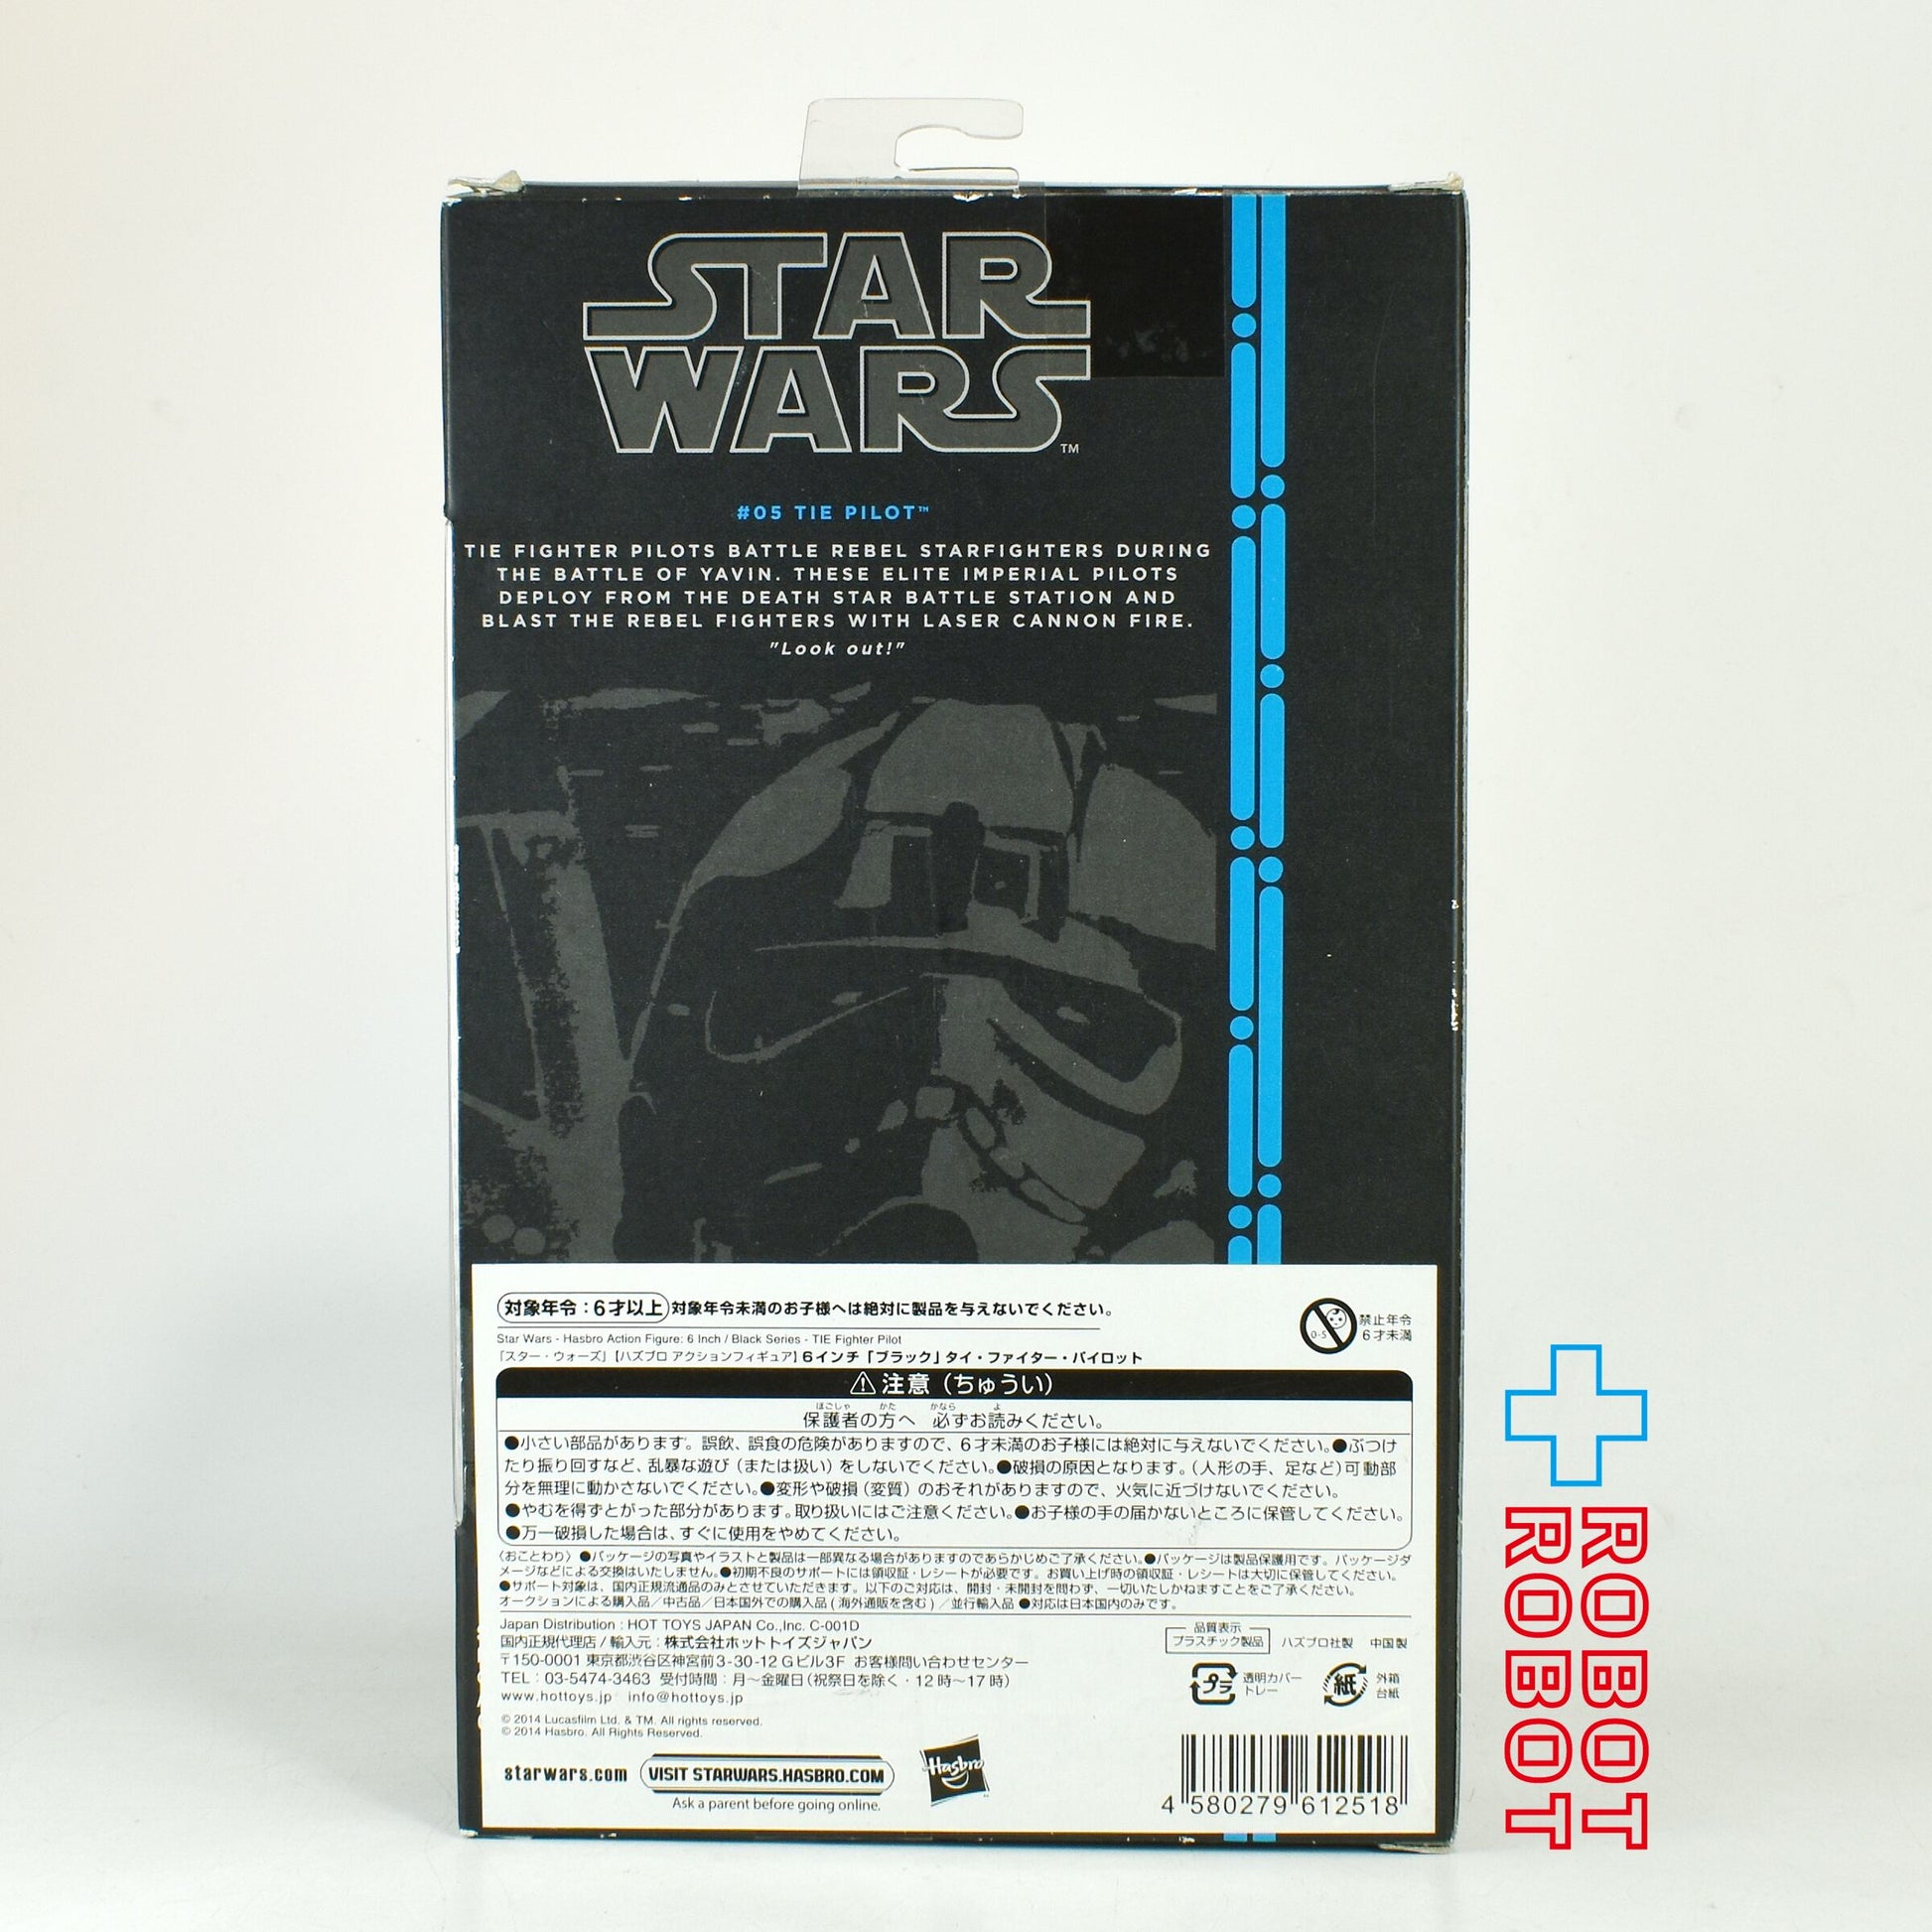 STAR
WARS™
#05 TIE PILOT™
TIE FIGHTER PILOTS BATTLE REBEL STARFIGHTERS DURING
THE BATTLE OF YAVIN. THESE ELITE IMPERIAL PILOTS
DEPLOY FROM THE DEATH STAR BATTLE STATION AND
BLAST THE REBEL FIGHTERS WITH LASER CANNON FIRE.
"Look out!"
対象年令：6才以上 対象年令未満のお子様へは絶対に製品を与えないでください。
0-5
禁止年令
6才未満
Star Wars - Hasbro Action Figure: 6 Inch / Black Series - TIE Fighter Pilot
「スター・ウォーズ」【ハズブロ アクションフィギュア】6インチ「ブラック」タイ・ファイター・パイロット
⚠注意（ちゅうい）
ほごしゃ かた かなら よ
保護者の方へ 必ずお読みください。
●小さい部品があります。誤飲、誤食の危険がありますので、6才未満のお子様には絶対に与えないでください。●ぶつけ
たり振り回すなど、乱暴な遊び（または扱い）をしないでください。●破損の原因となります。（人形の手、足など）可動部
分を無理に動かさないでください。●変形や破損（変質）のおそれがありますので、火気に近づけないでください。
●やむを得ずとがった部分があります。取り扱いにはご注意ください。●お子様の手の届かないところに保管してください。
●万一破損した場合は、すぐに使用をやめてください。
〈おことわり〉●パッケージの写真やイラストと製品は一部異なる場合がありますのであらかじめご了承ください。●パッケージは製品保護用です。パッケージダ
メージなどによる交換はいたしません。●初期不良のサポートには領収証・レシートが必要です。お買い上げ時の領収証・レシートは大切に保管してください。
●サポート対象は、国内正規流通品のみとさせていただきます。以下のご対応は、開封・未開封を問わず、一切いたしかねますことをご了承ください。
オークションによる購入品／中古品／日本国外での購入品(海外通販を含む)／並行輸入品 ●対応は日本国内のみです。
Japan Distribution : HOT TOYS JAPAN Co.,Inc. C-001D
国内正規代理店 / 輸入元：株式会社ホットトイズジャパン
〒150-0001 東京都渋谷区神宮前3-30-12 Gビル3F お客様問い合わせセンター
TEL：03-5474-3463 受付時間：月〜金曜日（祝祭日を除く・12時〜17時）
www.hottoys.jp info@hottoys.jp
品質表示
プラスチック製品 ハズブロ社製 中国製
プラ 透明カバー
トレー
紙 外箱
台紙
© 2014 Lucasfilm Ltd. & TM. All rights reserved.
© 2014 Hasbro. All Rights Reserved.
starwars.com VISIT STARWARS.HASBRO.COM
Ask a parent before going online.
Hasbro
4 580279 612518
ROBOT
ROBOT